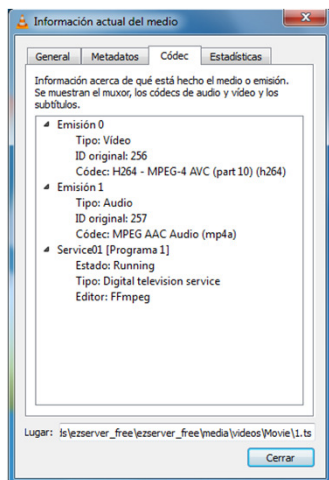 Información actual del medio
General Metadatos Códec Estadísticas
Información acerca de qué está hecho el medio o emisión.
Se muestran el muxor, los códecs de audio y vídeo y los
subtítulos.
Emisión 0
Tipo: Vídeo
ID original: 256
Códec: H264 - MPEG-4 AVC (part 10) (h264)
Emisión 1
Tipo: Audio
ID original: 257
Códec: MPEG AAC Audio (mp4a)
Service01 [Programa 1]
Estado: Running
Tipo: Digital television service
Editor: FFmpeg
Lugar: ls\ezserver_free\ezserver_free\media\videos\Movie\1.ts
Cerrar